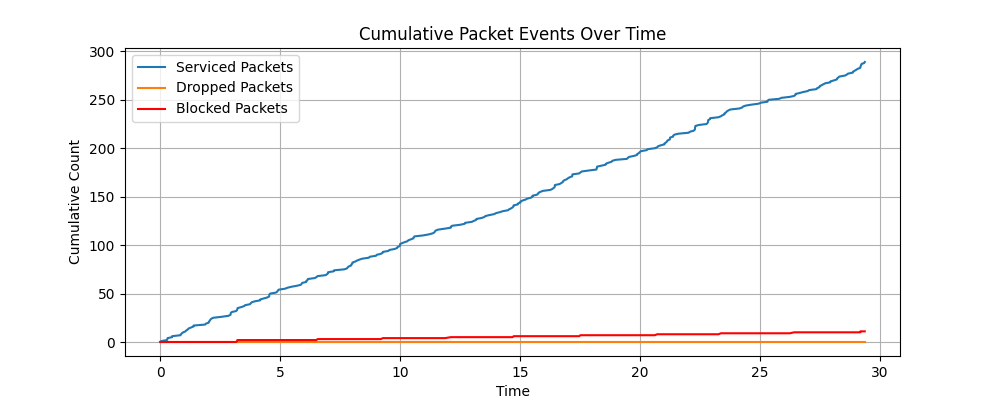 Cumulative Packet Events Over Time
Cumulative Count
300
250
200
150
100
50
0
Serviced Packets
Dropped Packets
Blocked Packets
0 5 10 15 20 25 30
Time